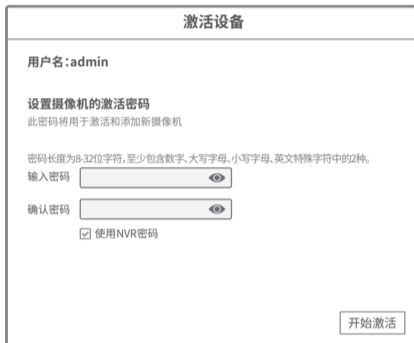 激活设备
用户名:admin
设置摄像机的激活密码
此密码将用于激活和添加新摄像机
密码长度为8-32位字符,至少包含数字、大写字母、小写字母、英文特殊字符中的2种。
输入密码
确认密码
使用NVR密码
开始激活